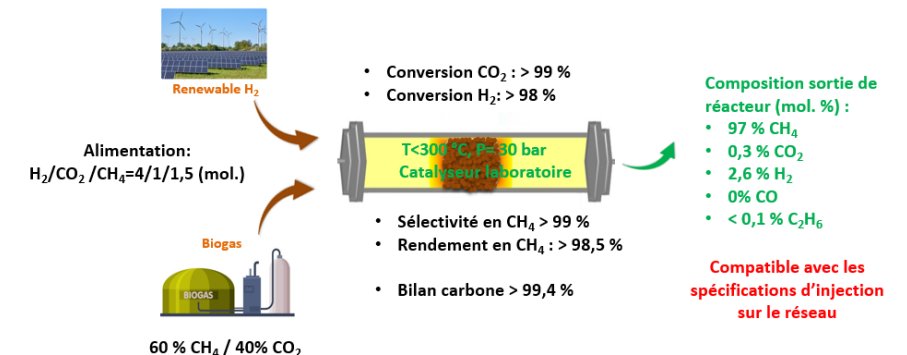 Renewable H₂
Alimentation:
H₂/CO₂ /CH₄=4/1/1,5 (mol.)
Biogas
BIOGAS
60 % CH₄ / 40% CO₂
• Conversion CO₂ : > 99 %
• Conversion H₂: > 98 %
T<300 °C, P= 30 bar
Catalyseur laboratoire
• Sélectivité en CH₄ > 99 %
• Rendement en CH₄ : > 98,5 %
• Bilan carbone > 99,4 %
Composition sortie de
réacteur (mol. %) :
• 97 % CH₄
• 0,3 % CO₂
• 2,6 % H₂
• 0% CO
• < 0,1 % C₂H₆
Compatible avec les
spécifications d’injection
sur le réseau